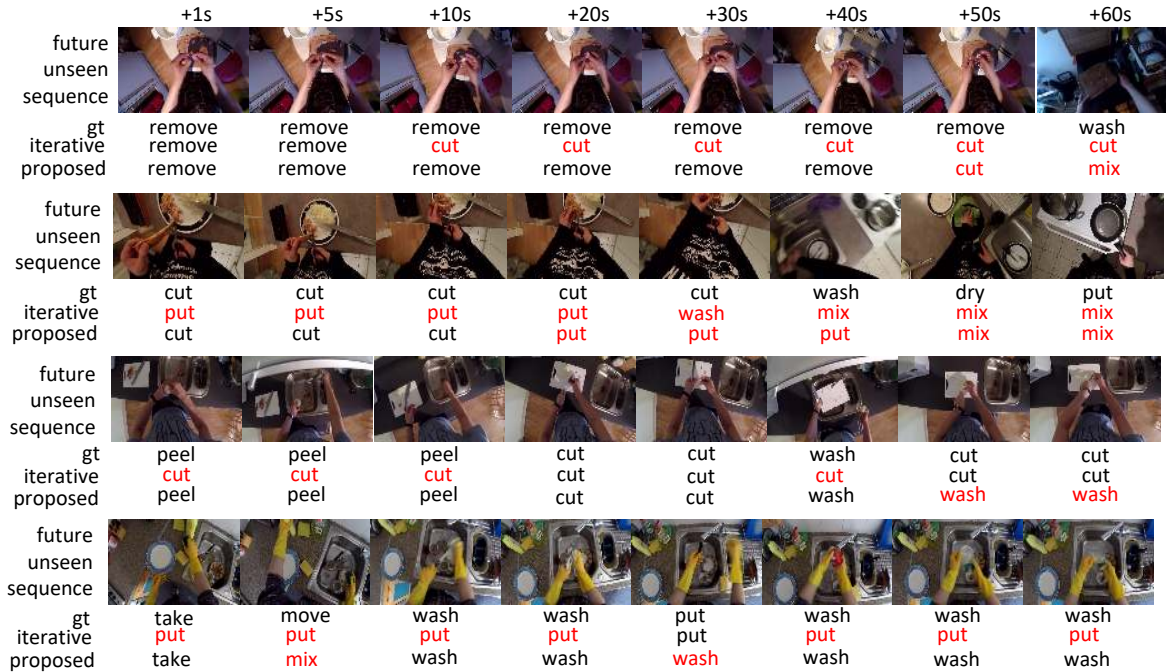 +1s +5s +10s +20s +30s +40s +50s +60s
future
unseen
sequence
gt remove remove remove remove remove remove remove wash
iterative remove remove cut cut cut cut cut cut
proposed remove remove remove remove remove remove cut mix
future
unseen
sequence
gt cut cut cut cut cut wash dry put
iterative put put put put wash mix mix mix
proposed cut cut cut put put put mix mix
future
unseen
sequence
gt peel peel peel cut cut wash cut cut
iterative cut cut cut cut cut cut cut cut
proposed peel peel peel cut cut wash wash wash
future
unseen
sequence
gt take move wash wash put wash wash wash
iterative put put put put put put put put
proposed take mix wash wash wash wash wash wash